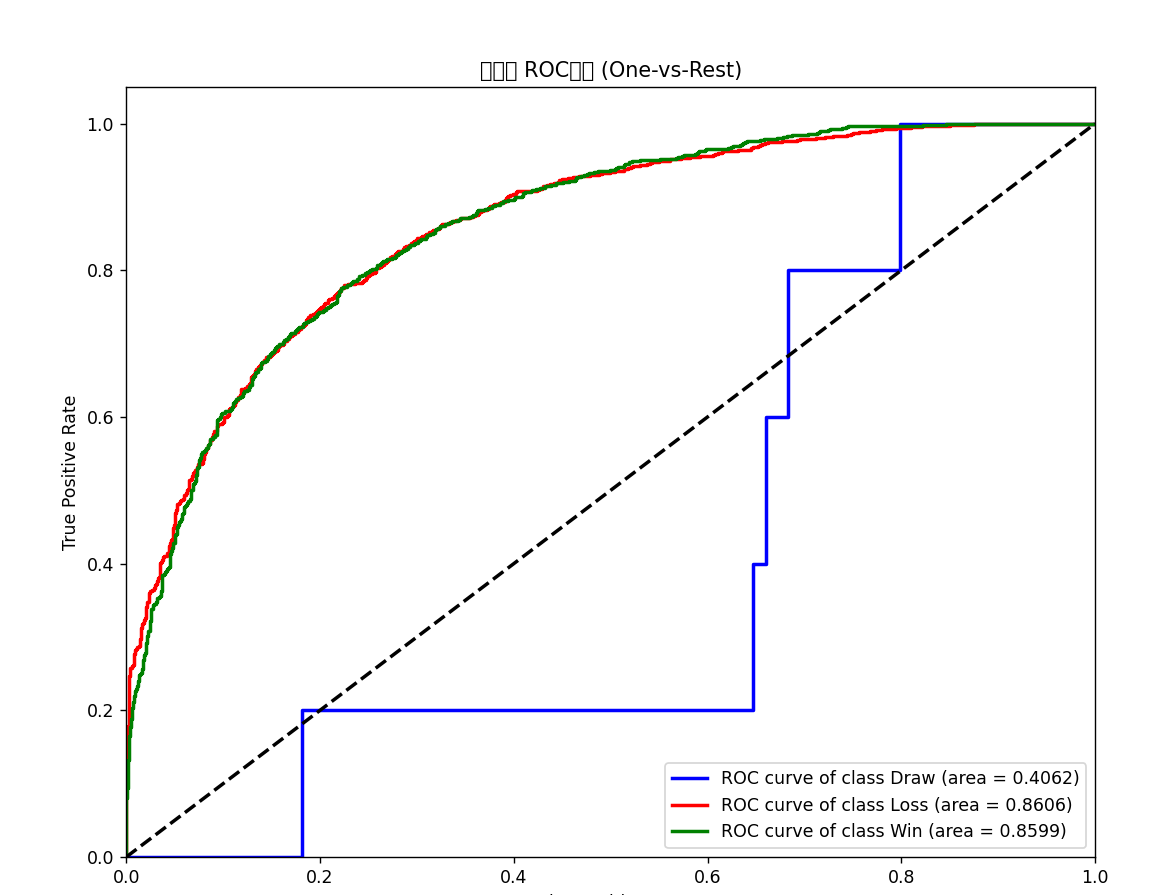 ROC (One-vs-Rest)
True Positive Rate
1.0
0.8
0.6
0.4
0.2
0.0
0.0 0.2 0.4 0.6 0.8 1.0
ROC curve of class Draw (area = 0.4062)
ROC curve of class Loss (area = 0.8606)
ROC curve of class Win (area = 0.8599)